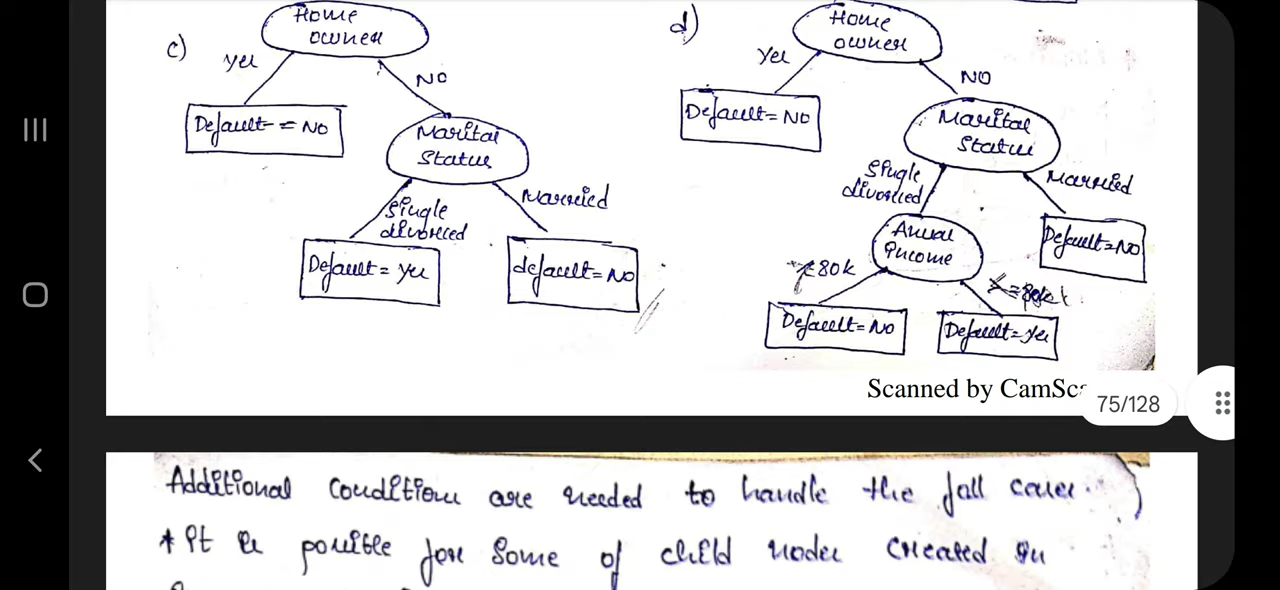 c)
Home
owner
Yes
NO
Default = NO
Marital
Status
Single
divorced
Married
Default = Yes
default = NO
d)
Home
owner
Yes
NO
Default = NO
Marital
Status
Single
divorced
Married
Anual
Income
Default = NO
80k
Default = NO
Default = Yes
Scanned by CamSc
75/128
Additional conditions are needed to handle the fall cases.
* It is possible for some of child nodes created in